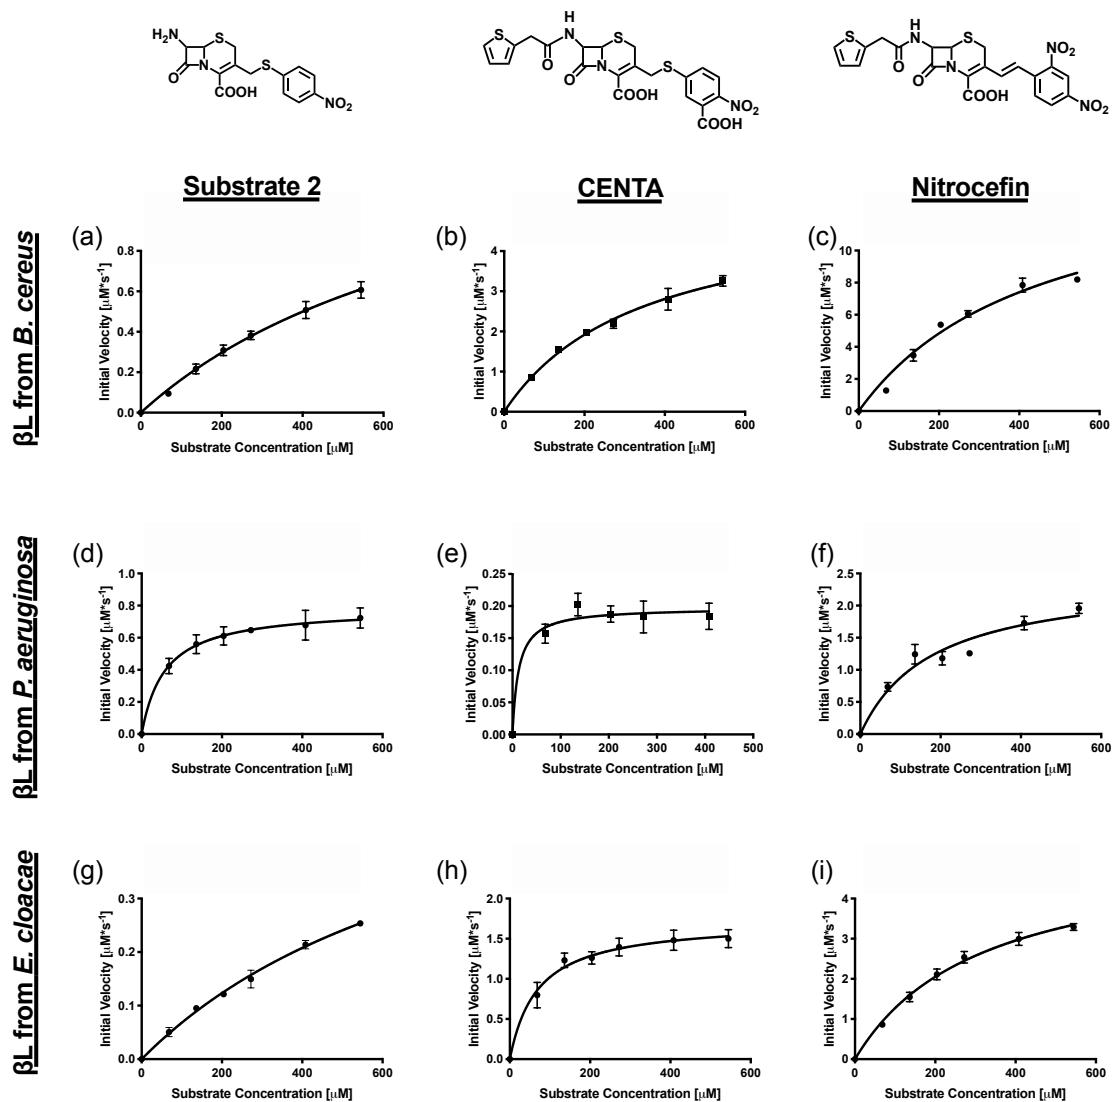 H₂N
S
O
N
S
COOH
NO₂
H
S
N
S
O
O
N
S
COOH
NO₂
COOH
H
S
N
S
NO₂
O
O
N
COOH
NO₂
Substrate 2
CENTA
Nitrocefin
βL from B. cereus
(a)
Initial Velocity [μM*s⁻¹]
0.8
0.6
0.4
0.2
0.0
0 200 400 600
Substrate Concentration [μM]
(b)
Initial Velocity [μM*s⁻¹]
4
3
2
1
0
0 200 400 600
Substrate Concentration [μM]
(c)
Initial Velocity [μM*s⁻¹]
10
8
6
4
2
0
0 200 400 600
Substrate Concentration [μM]
βL from P. aeruginosa
(d)
Initial Velocity [μM*s⁻¹]
1.0
0.8
0.6
0.4
0.2
0.0
0 200 400 600
Substrate Concentration [μM]
(e)
Initial Velocity [μM*s⁻¹]
0.25
0.20
0.15
0.10
0.05
0.00
0 100 200 300 400 500
Substrate Concentration [μM]
(f)
Initial Velocity [μM*s⁻¹]
2.5
2.0
1.5
1.0
0.5
0.0
0 200 400 600
Substrate Concentration [μM]
βL from E. cloacae
(g)
Initial Velocity [μM*s⁻¹]
0.3
0.2
0.1
0.0
0 200 400 600
Substrate Concentration [μM]
(h)
Initial Velocity [μM*s⁻¹]
2.0
1.5
1.0
0.5
0.0
0 200 400 600
Substrate Concentration [μM]
(i)
Initial Velocity [μM*s⁻¹]
4
3
2
1
0
0 200 400 600
Substrate Concentration [μM]